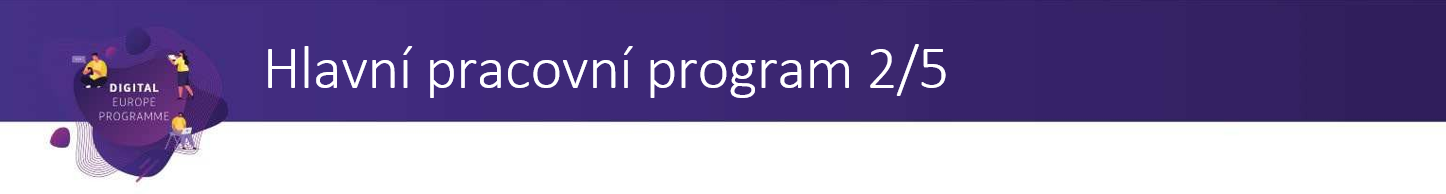 Hlavní pracovní program 2/5
DIGITAL
EUROPE
PROGRAMME